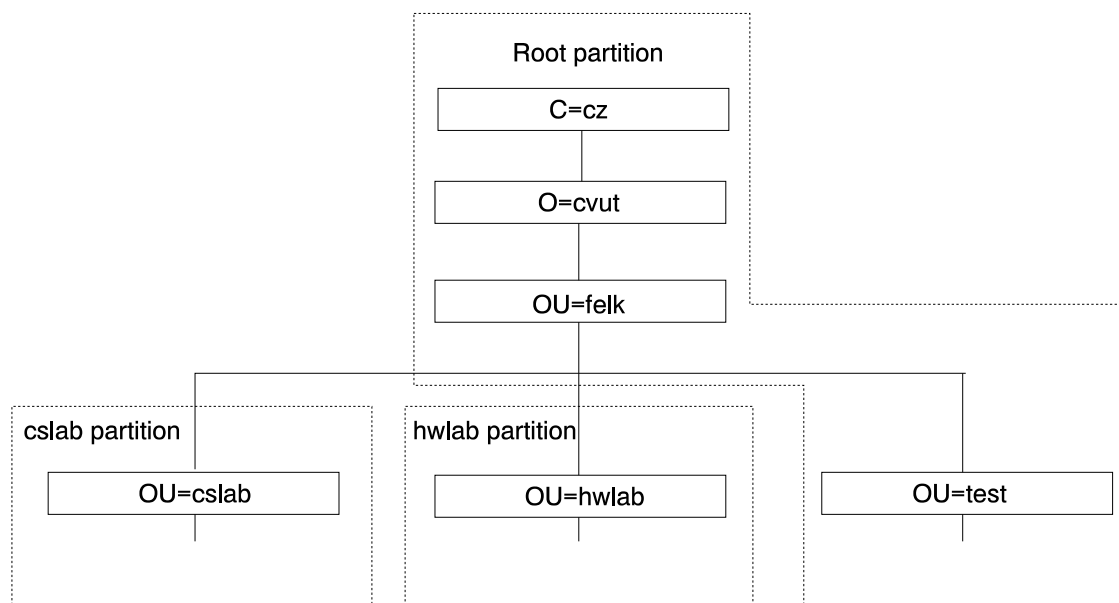 Root partition
C=cz
O=cvut
OU=felk
cslab partition
hwlab partition
OU=cslab
OU=hwlab
OU=test